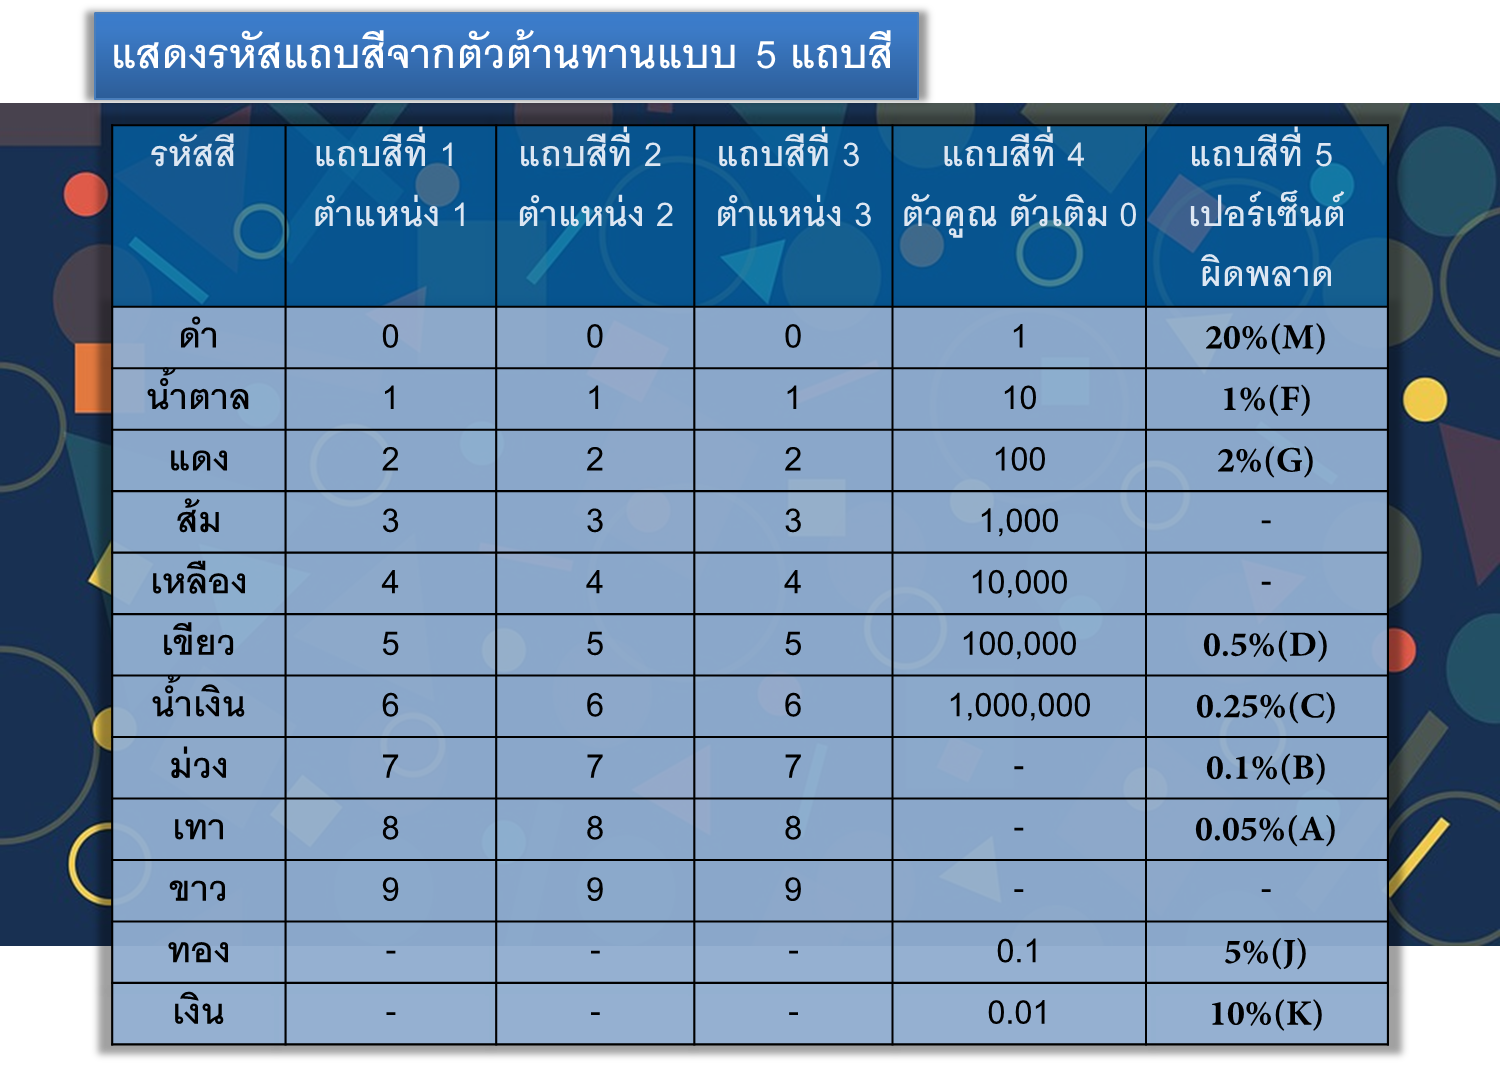 แสดงรหัสแถบสีจากตัวต้านทานแบบ 5 แถบสี
รหัสสี แถบสีที่ 1 แถบสีที่ 2 แถบสีที่ 3 แถบสีที่ 4 แถบสีที่ 5
ตำแหน่ง 1 ตำแหน่ง 2 ตำแหน่ง 3 ตัวคูณ ตัวเติม 0 เปอร์เซ็นต์
ผิดพลาด
ดำ 0 0 0 1 20%(M)
น้ำตาล 1 1 1 10 1%(F)
แดง 2 2 2 100 2%(G)
ส้ม 3 3 3 1,000 -
เหลือง 4 4 4 10,000 -
เขียว 5 5 5 100,000 0.5%(D)
น้ำเงิน 6 6 6 1,000,000 0.25%(C)
ม่วง 7 7 7 - 0.1%(B)
เทา 8 8 8 - 0.05%(A)
ขาว 9 9 9 - -
ทอง - - - 0.1 5%(J)
เงิน - - - 0.01 10%(K)